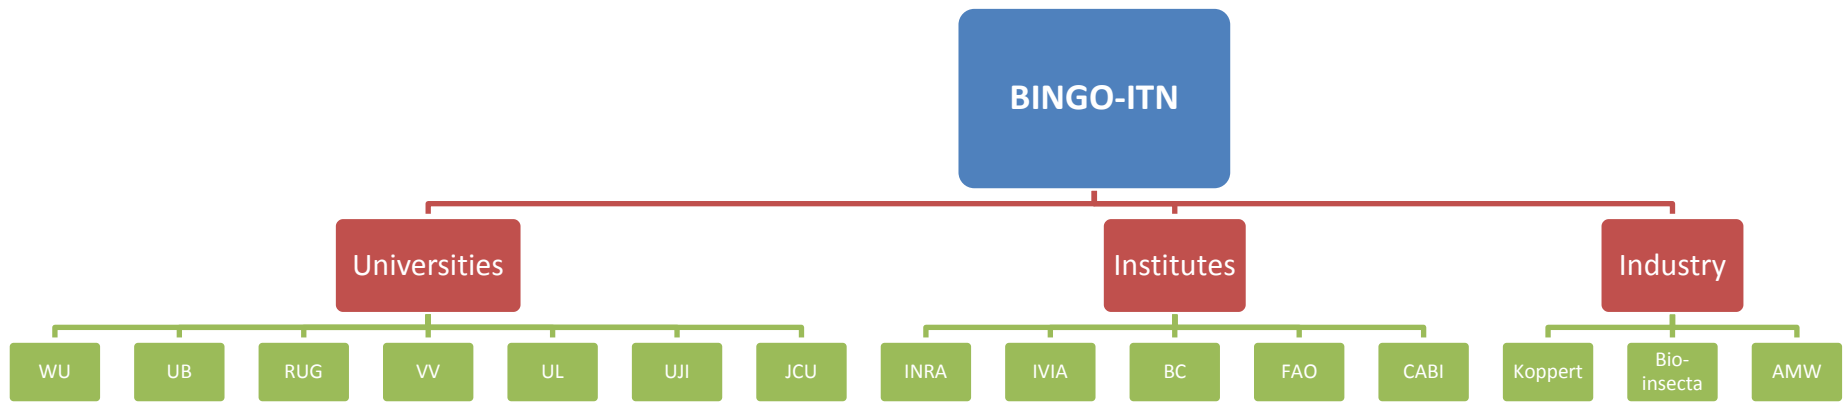 BINGO-ITN
Universities
Institutes
Industry
WU
UB
RUG
VV
UL
UJI
JCU
INRA
IVIA
BC
FAO
CABI
Koppert
Bio-
insecta
AMW